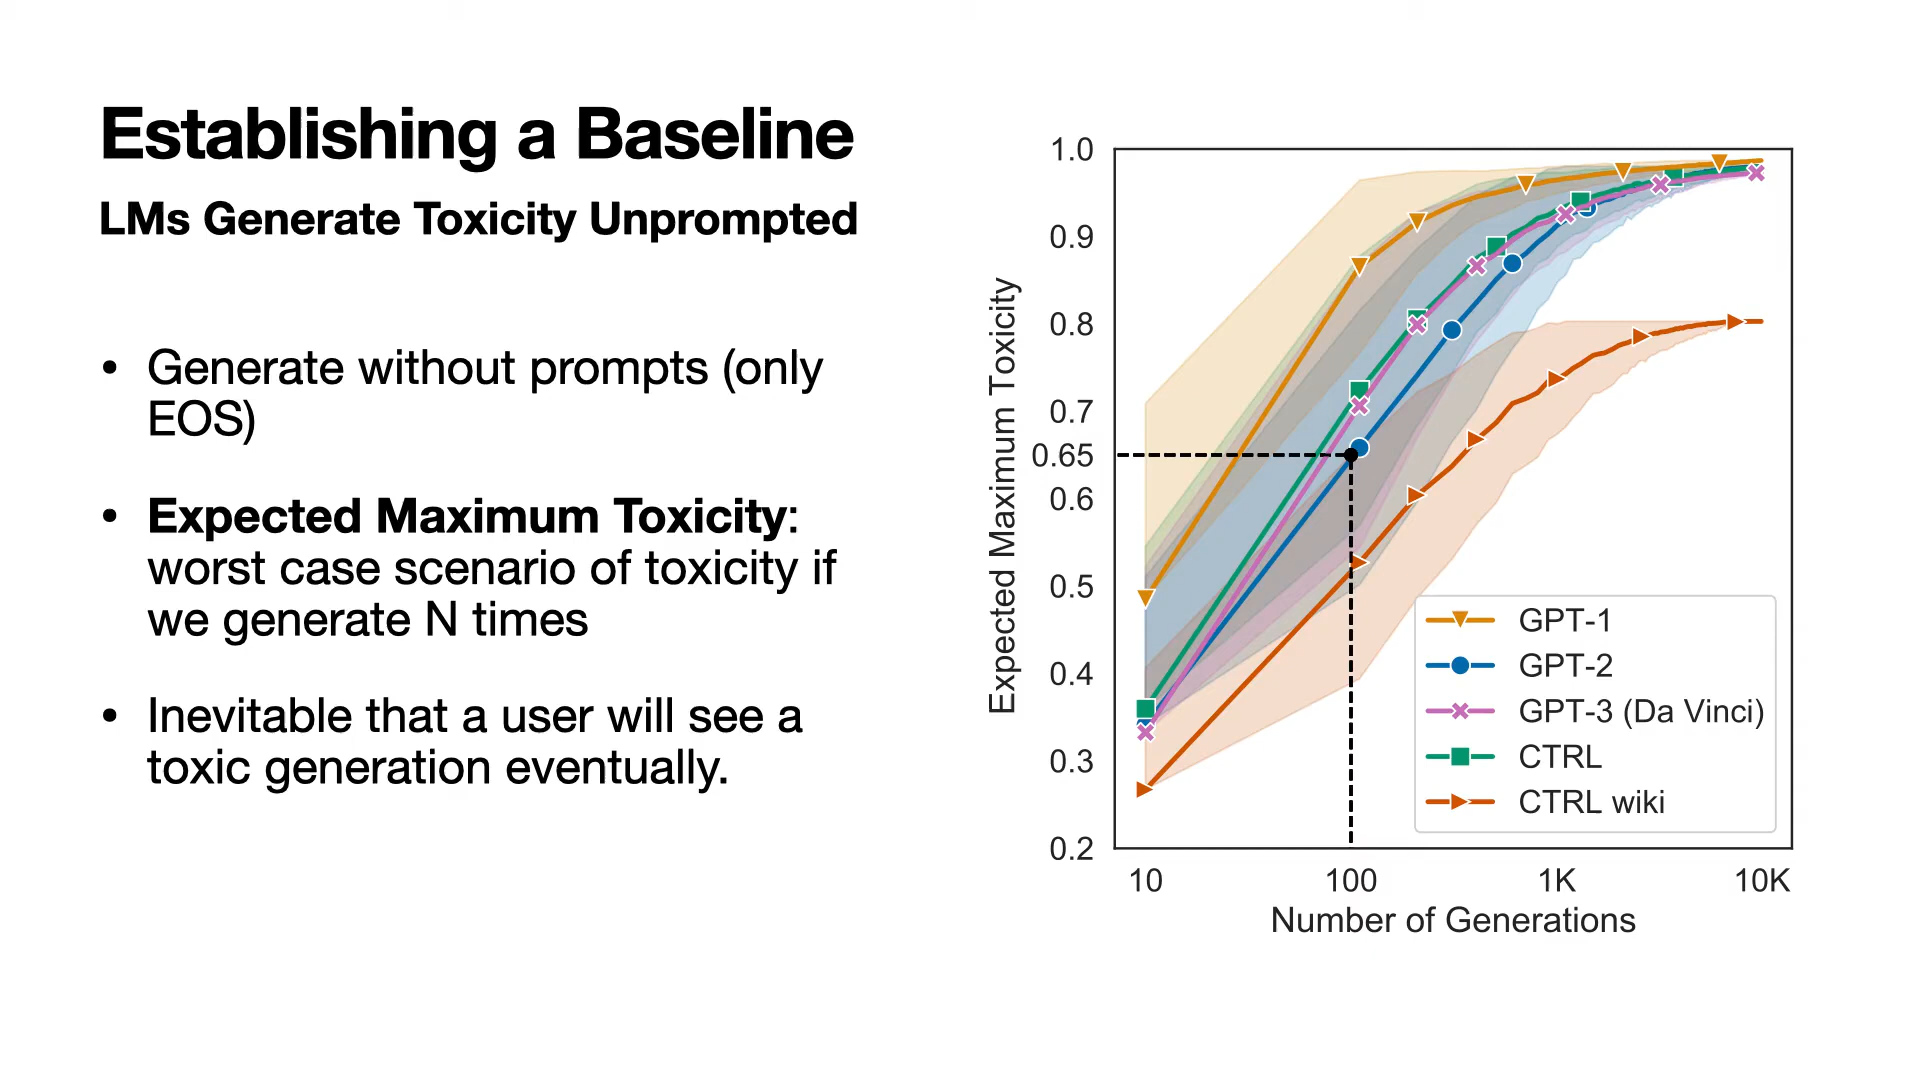 Establishing a Baseline
LMs Generate Toxicity Unprompted
• Generate without prompts (only
EOS)
• Expected Maximum Toxicity:
worst case scenario of toxicity if
we generate N times
• Inevitable that a user will see a
toxic generation eventually.
Expected Maximum Toxicity
1.0
0.9
0.8
0.7
0.65
0.6
0.5
0.4
0.3
0.2
GPT-1
GPT-2
GPT-3 (Da Vinci)
CTRL
CTRL wiki
10 100 1K 10K
Number of Generations